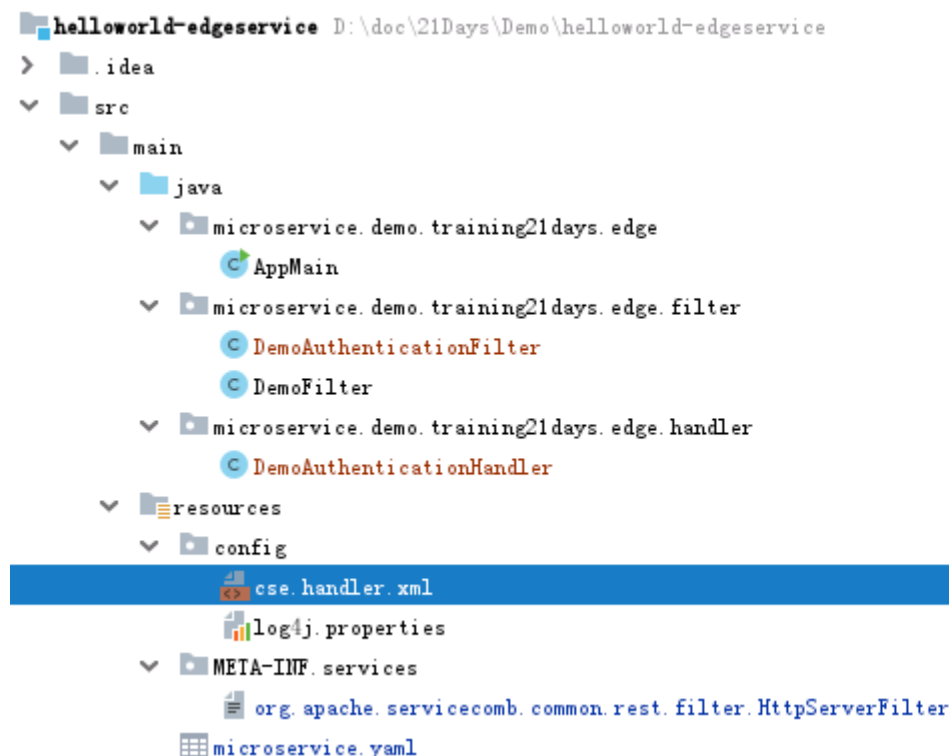 helloworld-edgeservice D:\doc\21Days\Demo\helloworld-edgeservice
.idea
src
main
java
microservice.demo.training21days.edge
AppMain
microservice.demo.training21days.edge.filter
DemoAuthenticationFilter
DemoFilter
microservice.demo.training21days.edge.handler
DemoAuthenticationHandler
resources
config
cse.handler.xml
log4j.properties
META-INF.services
org.apache.servicecomb.common.rest.filter.HttpServerFilter
microservice.yaml